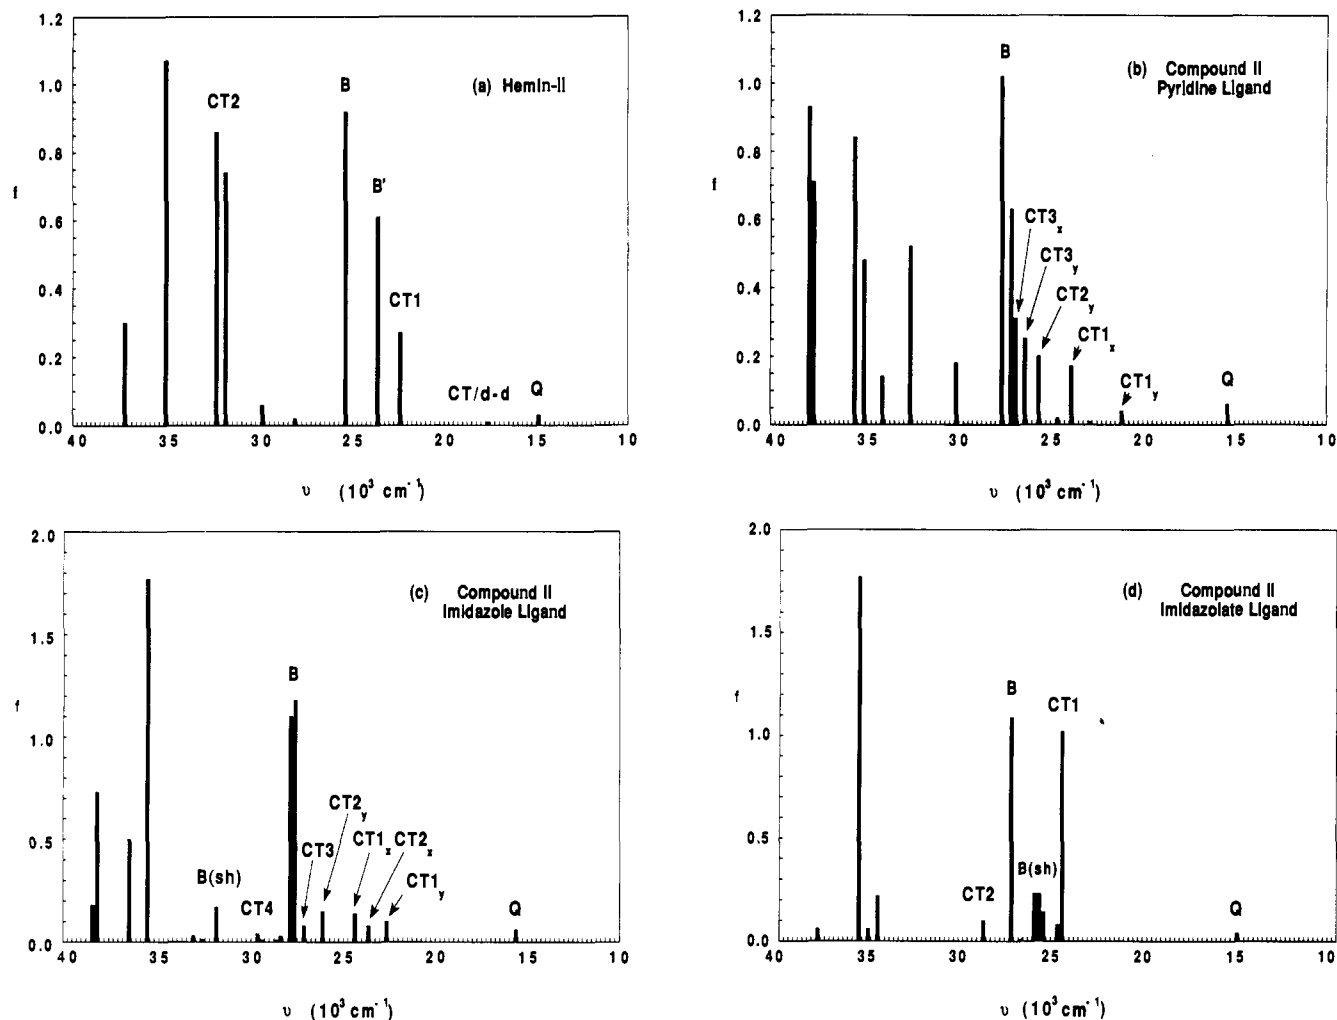 1.2
1.0
0.8
0.6
0.4
0.2
0.0
f
(a) Hemin-II
CT2
B
B'
CT1
CT/d-d
Q
40 35 30 25 20 15 10
υ (10³ cm⁻¹)
1.2
1.0
0.8
0.6
0.4
0.2
0.0
f
(b) Compound II
Pyridine Ligand
B
CT3x
CT3y
CT2y
CT1x
CT1y
Q
40 35 30 25 20 15 10
υ (10³ cm⁻¹)
2.0
1.5
1.0
0.5
0.0
f
(c) Compound II
Imidazole Ligand
B
CT2y
CT3
CT1x CT2x
B(sh)
CT4
CT1y
Q
40 35 30 25 20 15 10
υ (10³ cm⁻¹)
2.0
1.5
1.0
0.5
0.0
f
(d) Compound II
Imidazolate Ligand
B
CT1
B(sh)
CT2
Q
40 35 30 25 20 15 10
υ (10³ cm⁻¹)